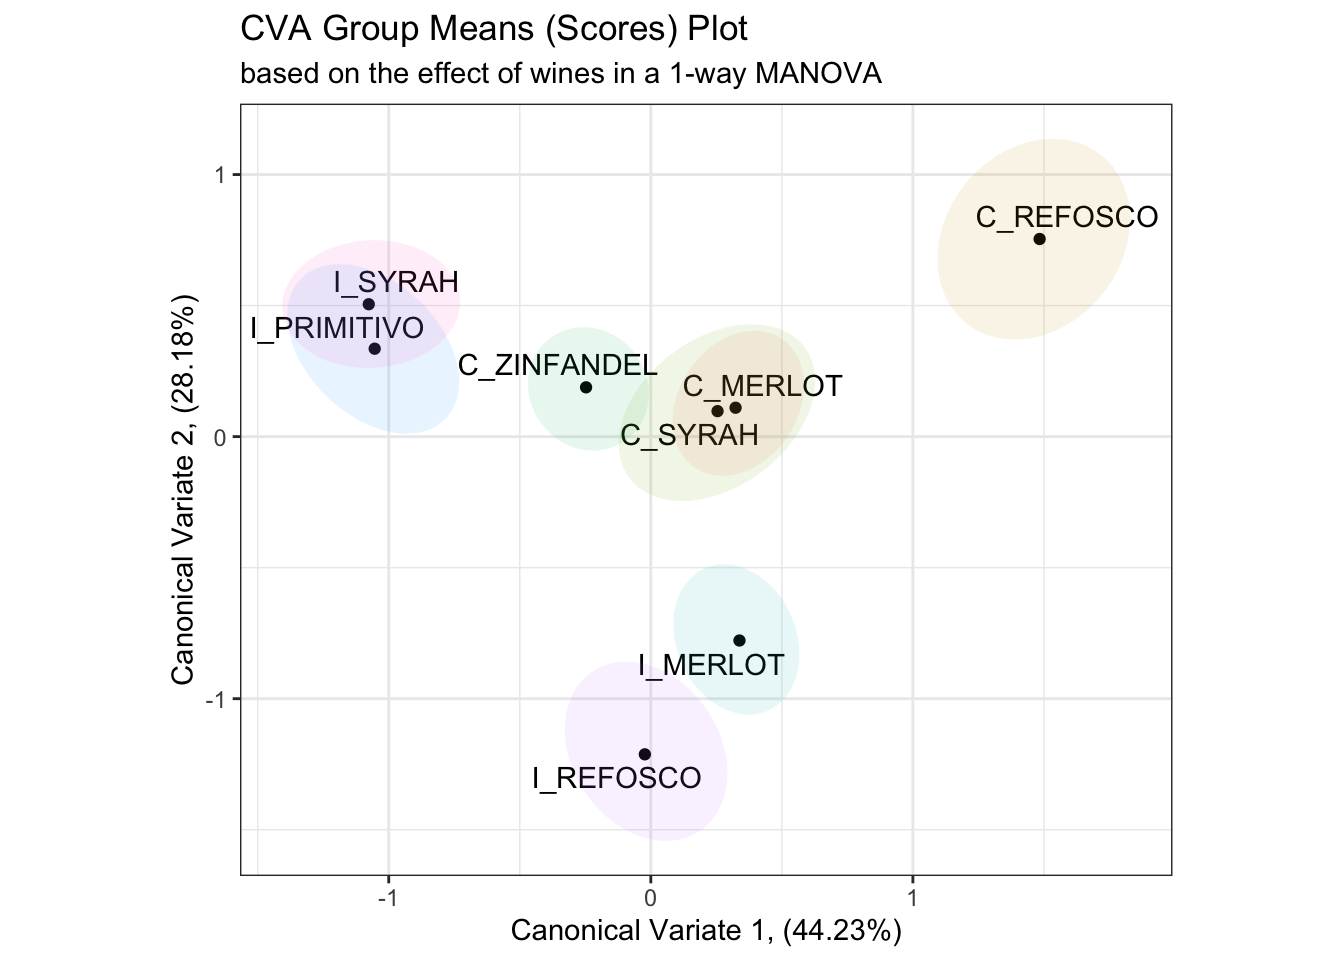 CVA Group Means (Scores) Plot
based on the effect of wines in a 1-way MANOVA
1
0
-1
Canonical Variate 2, (28.18%)
C_REFOSCO
I_SYRAH
I_PRIMITIVO
C_ZINFANDEL
C_MERLOT
C_SYRAH
I_MERLOT
I_REFOSCO
-1
0
1
Canonical Variate 1, (44.23%)